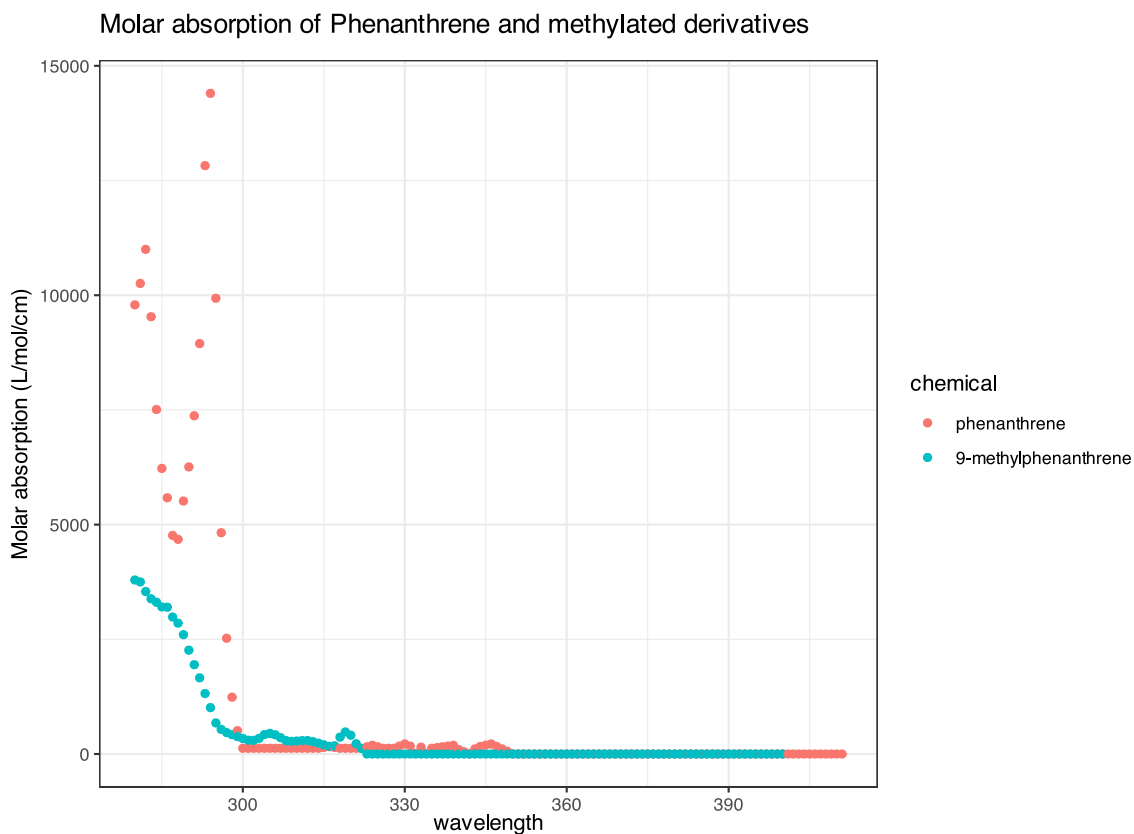 Molar absorption of Phenanthrene and methylated derivatives
15000
10000
5000
0
Molar absorption (L/mol/cm)
300
330
360
390
wavelength
chemical
phenanthrene
9-methylphenanthrene